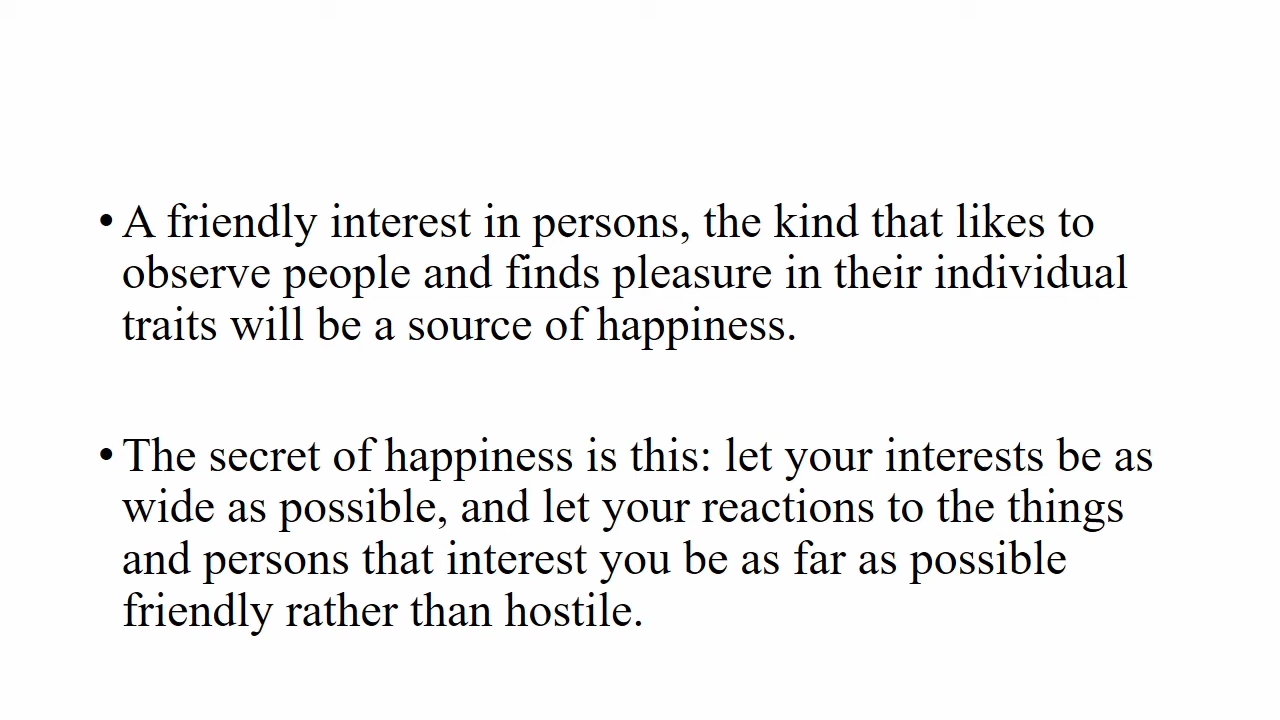 • A friendly interest in persons, the kind that likes to
observe people and finds pleasure in their individual
traits will be a source of happiness.
• The secret of happiness is this: let your interests be as
wide as possible, and let your reactions to the things
and persons that interest you be as far as possible
friendly rather than hostile.